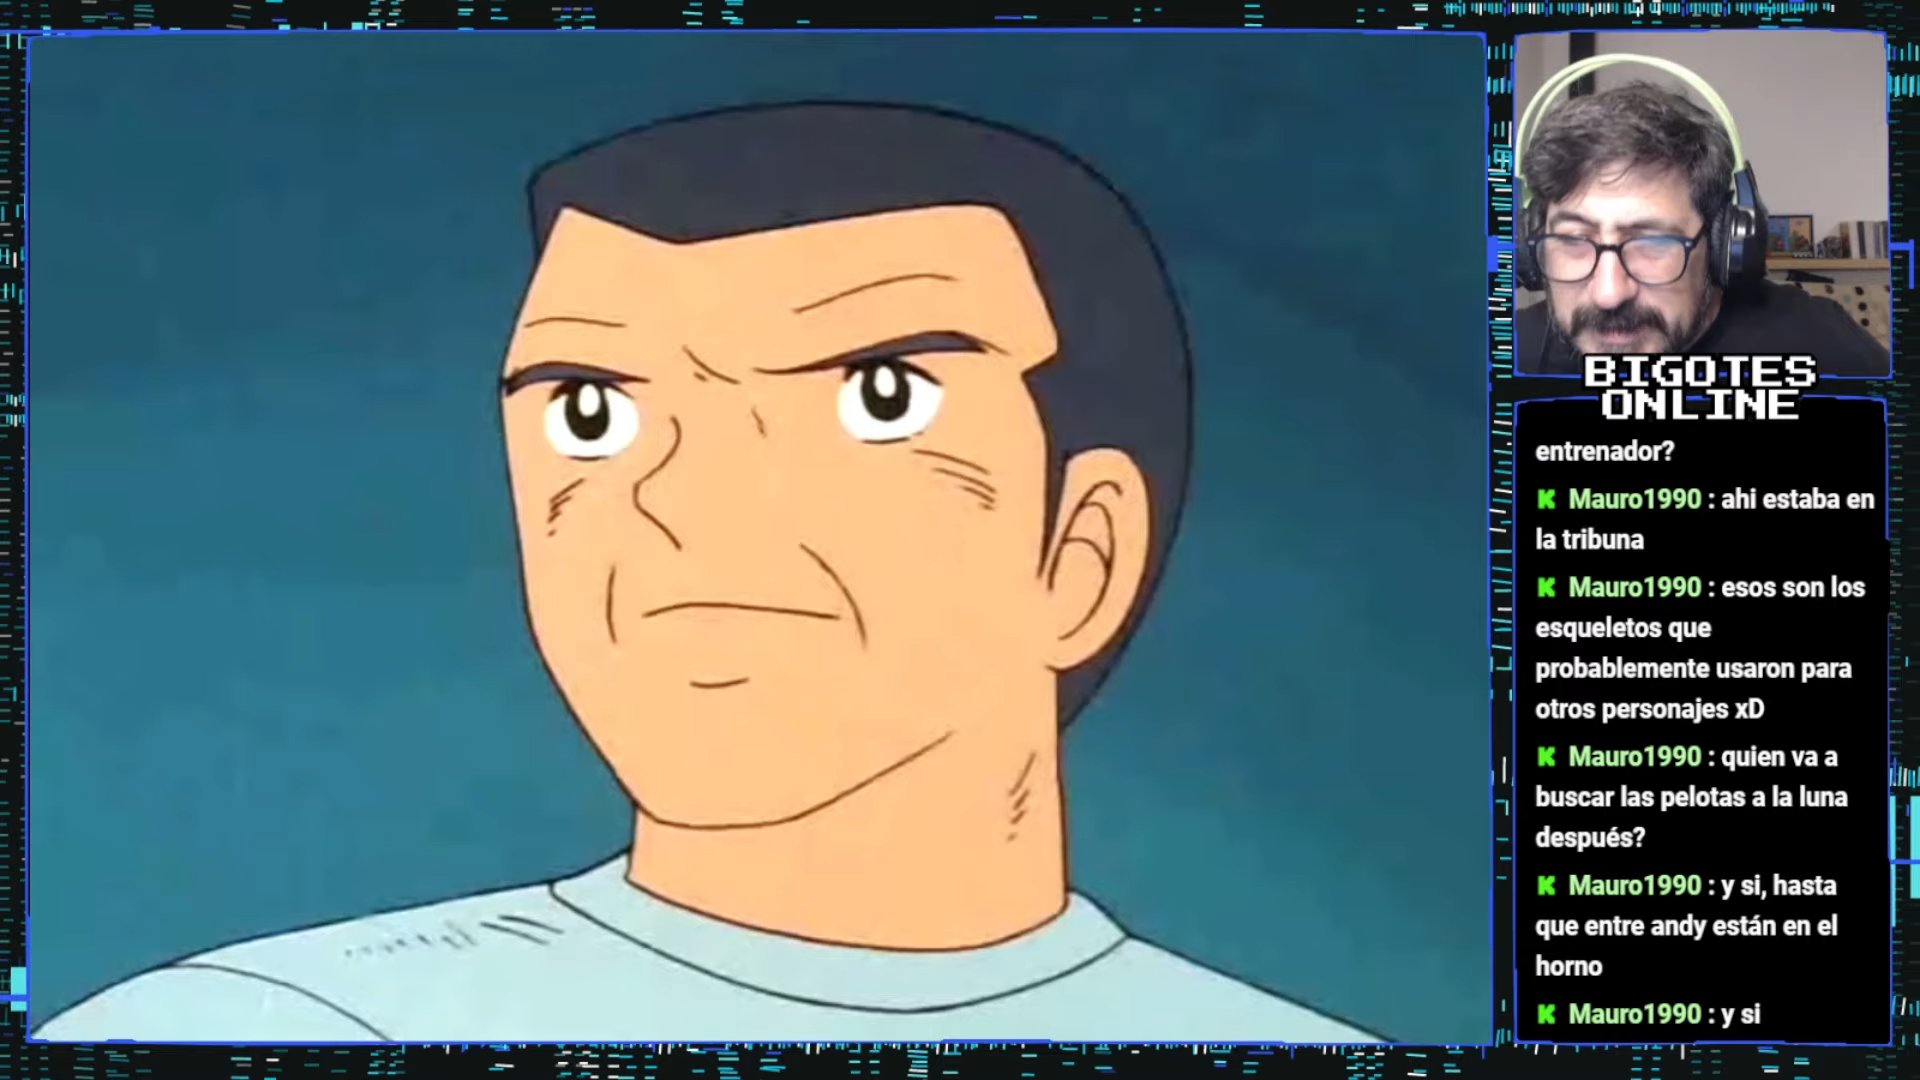 BIGOTES
ONLINE
entrenador?
K Mauro1990 : ahi estaba en
la tribuna
K Mauro1990 : esos son los
esqueletos que
probablemente usaron para
otros personajes xD
K Mauro1990 : quien va a
buscar las pelotas a la luna
después?
K Mauro1990 : y si, hasta
que entre andy están en el
horno
K Mauro1990 : y si